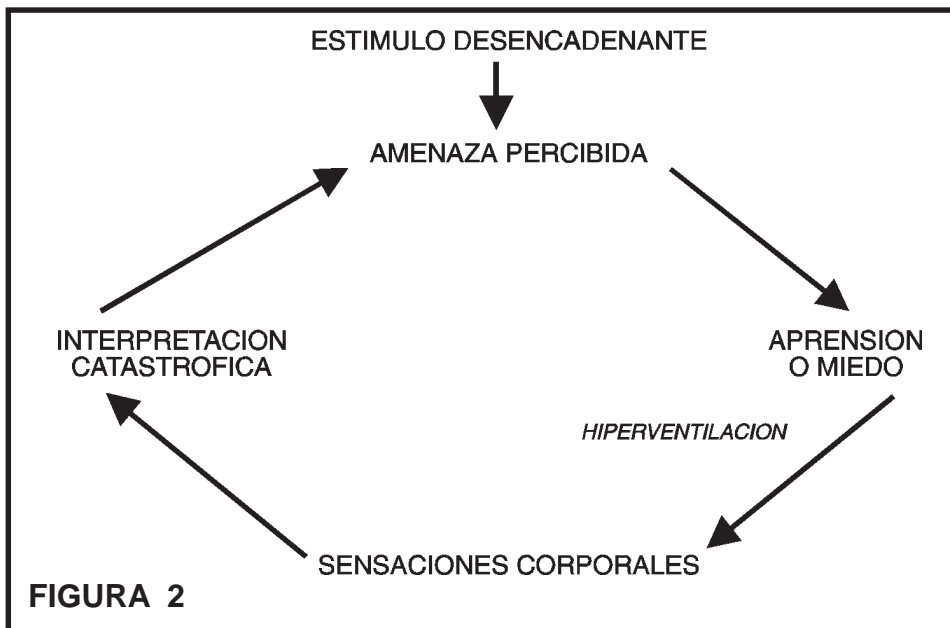 ESTIMULO DESENCADENANTE
AMENAZA PERCIBIDA
INTERPRETACION
CATASTROFICA
APRENSION
O MIEDO
HIPERVENTILACION
SENSACIONES CORPORALES
FIGURA 2